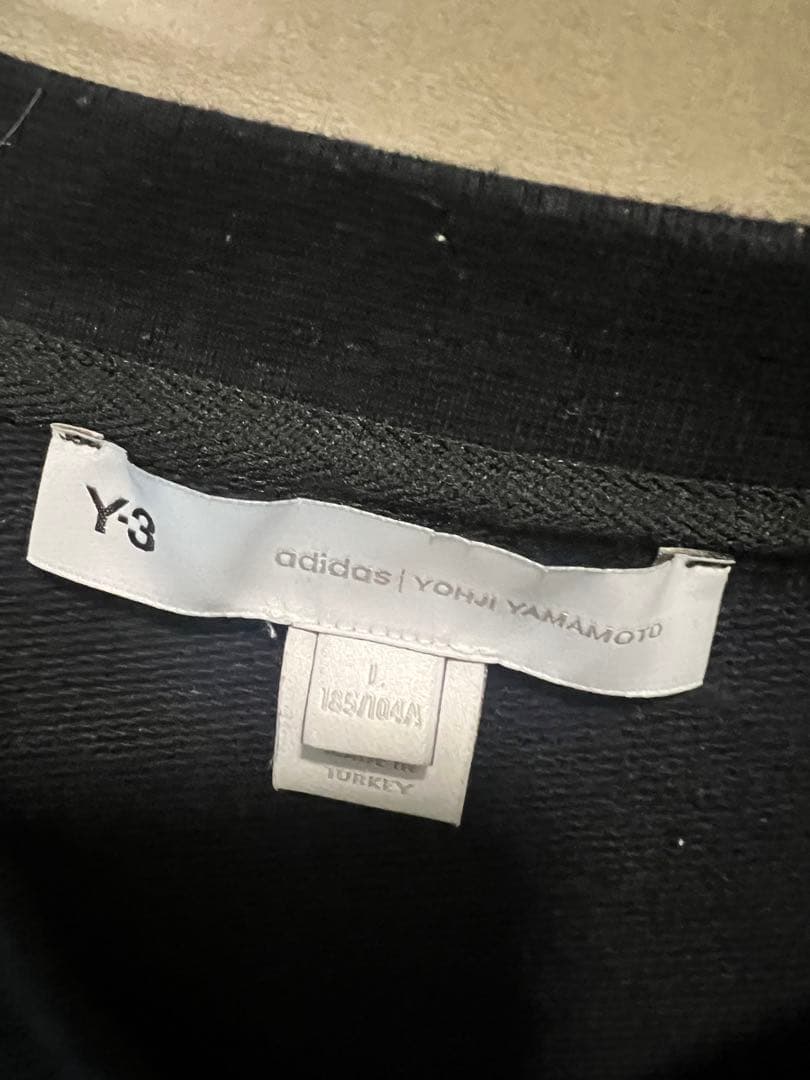 Y-3
adidas | YOHJI YAMAMOTO
L
185/104A
MADE IN
TURKEY